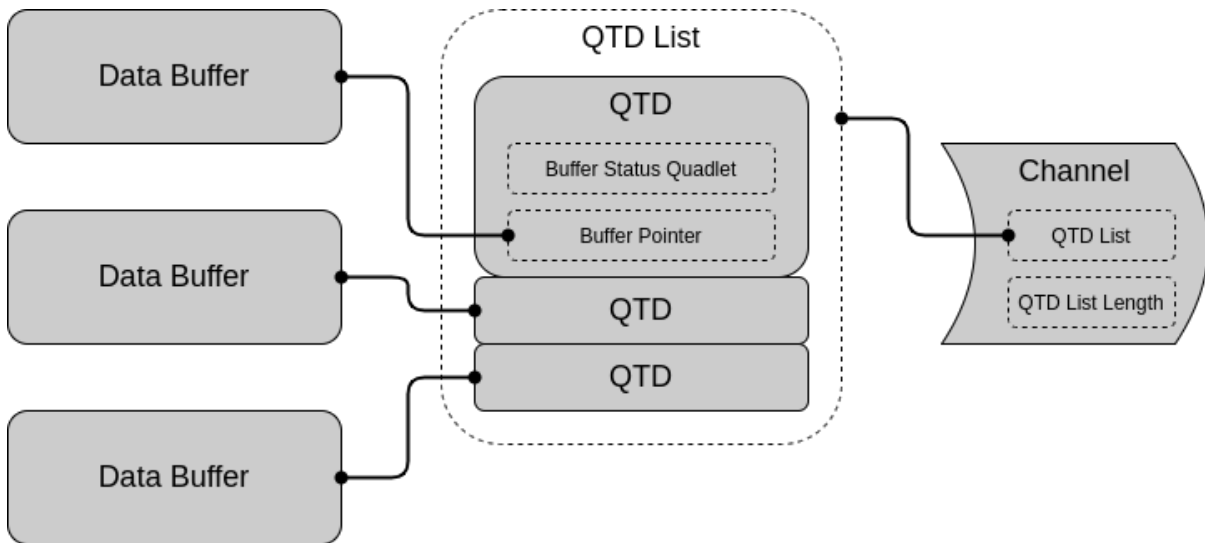 Data Buffer
Data Buffer
Data Buffer
QTD List
QTD
Buffer Status Quadlet
Buffer Pointer
QTD
QTD
Channel
QTD List
QTD List Length